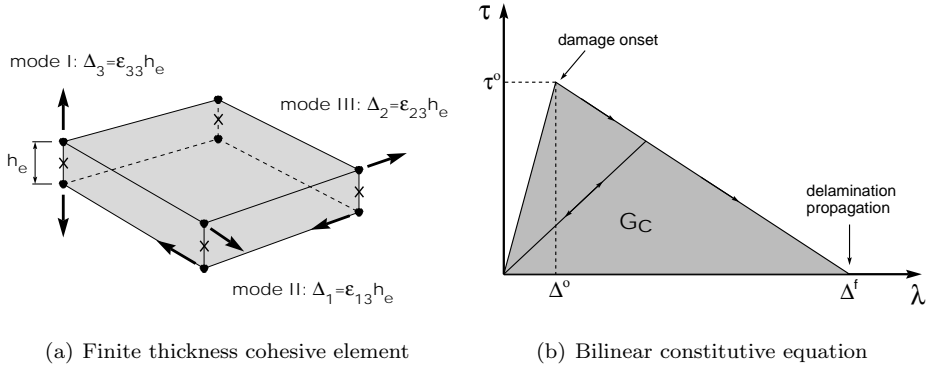 mode I: Δ₃=ε₃₃hₑ
mode III: Δ₂=ε₂₃hₑ
hₑ
mode II: Δ₁=ε₁₃hₑ
(a) Finite thickness cohesive element
τ
damage onset
τᵒ
delamination
propagation
G_C
Δᵒ
Δᶠ
λ
(b) Bilinear constitutive equation